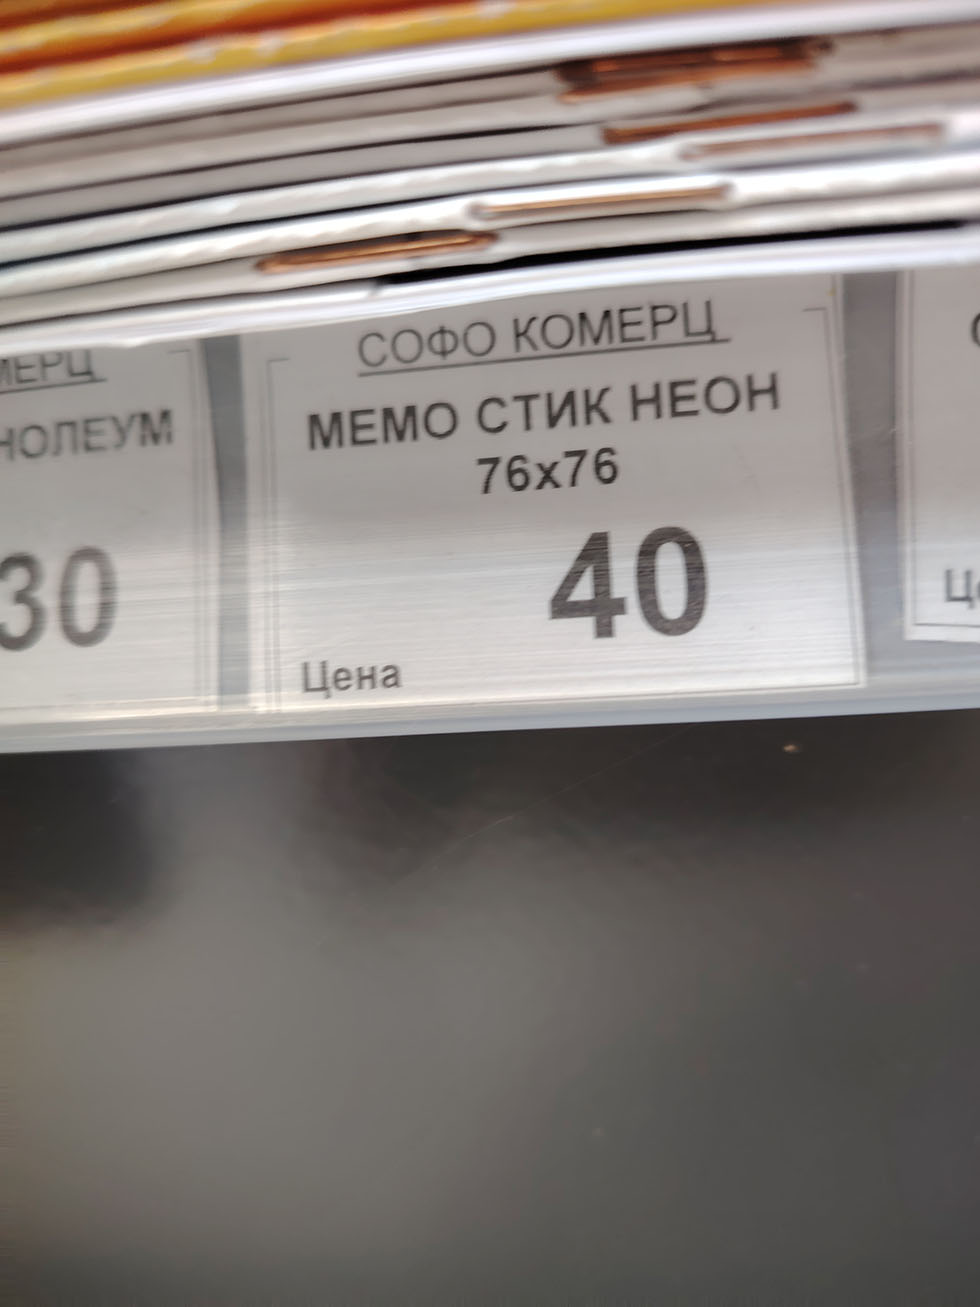 СОФО КОМЕРЦ
МЕМО СТИК НЕОН
76x76
40
Цена
30